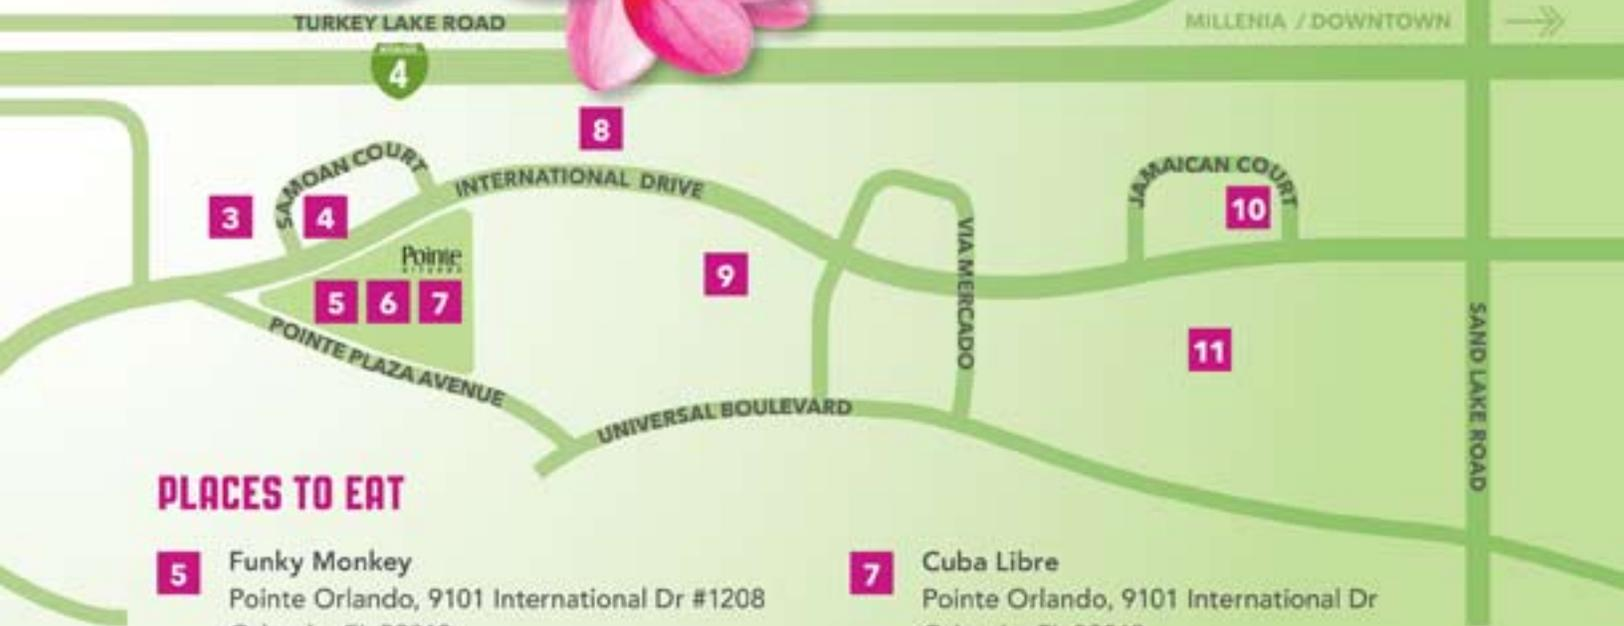 TURKEY LAKE ROAD
MILLENIA / DOWNTOWN
4
8
SAMOAN COURT
INTERNATIONAL DRIVE
JAMAICAN COURT
3
4
10
VIA MERCADO
Pointe
9
5 6 7
SAND LAKE ROAD
POINTE PLAZA AVENUE
11
UNIVERSAL BOULEVARD
PLACES TO EAT
5
Funky Monkey
Pointe Orlando, 9101 International Dr #1208
7
Cuba Libre
Pointe Orlando, 9101 International Dr